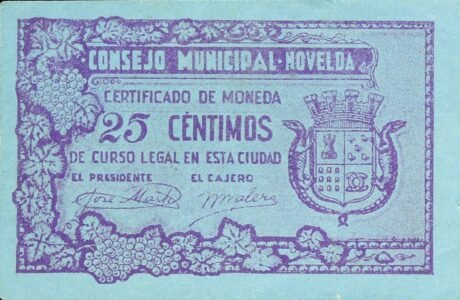 CONSEJO MUNICIPAL-NOVELDA
CERTIFICADO DE MONEDA
25 CÉNTIMOS
DE CURSO LEGAL EN ESTA CIUDAD
EL PRESIDENTE EL CAJERO